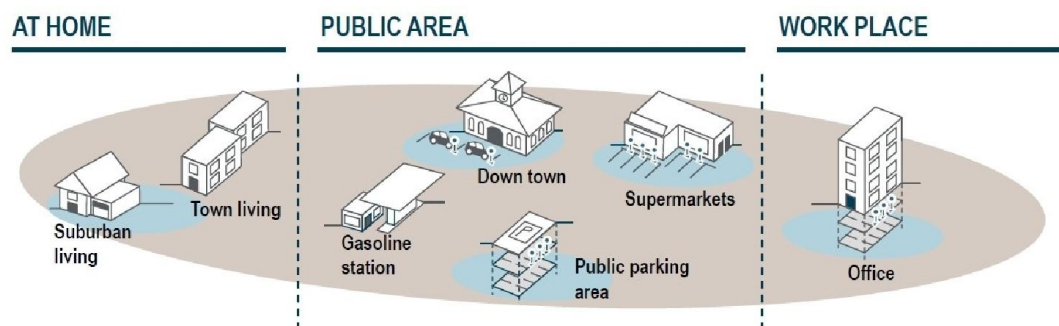 AT HOME
PUBLIC AREA
WORK PLACE
Town living
Suburban
living
Down town
Gasoline
station
Supermarkets
P
Public parking
area
Office